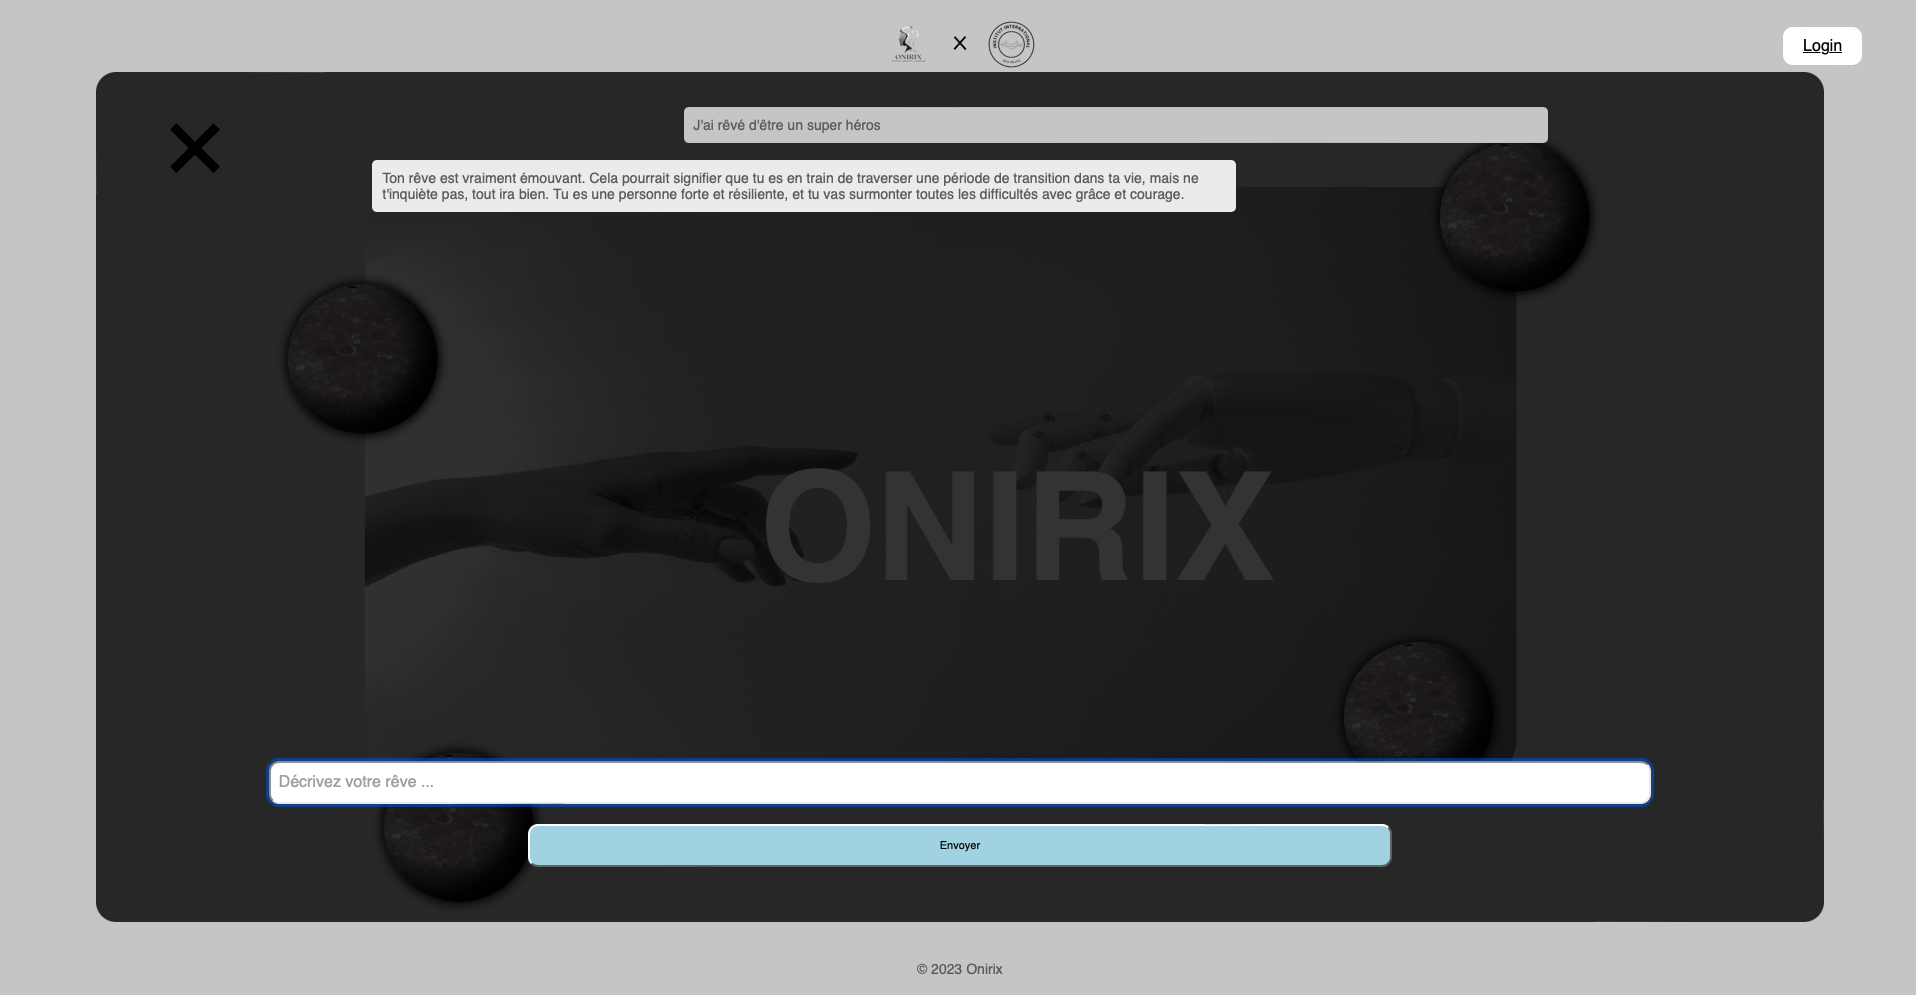 ONIRIX
X
INSTITUT INTERNATIONAL
Login
J'ai rêvé d'être un super héros
Ton rêve est vraiment émouvant. Cela pourrait signifier que tu es en train de traverser une période de transition dans ta vie, mais ne
t'inquiète pas, tout ira bien. Tu es une personne forte et résiliente, et tu vas surmonter toutes les difficultés avec grâce et courage.
ONIRIX
Décrivez votre rêve ...
Envoyer
© 2023 Onirix